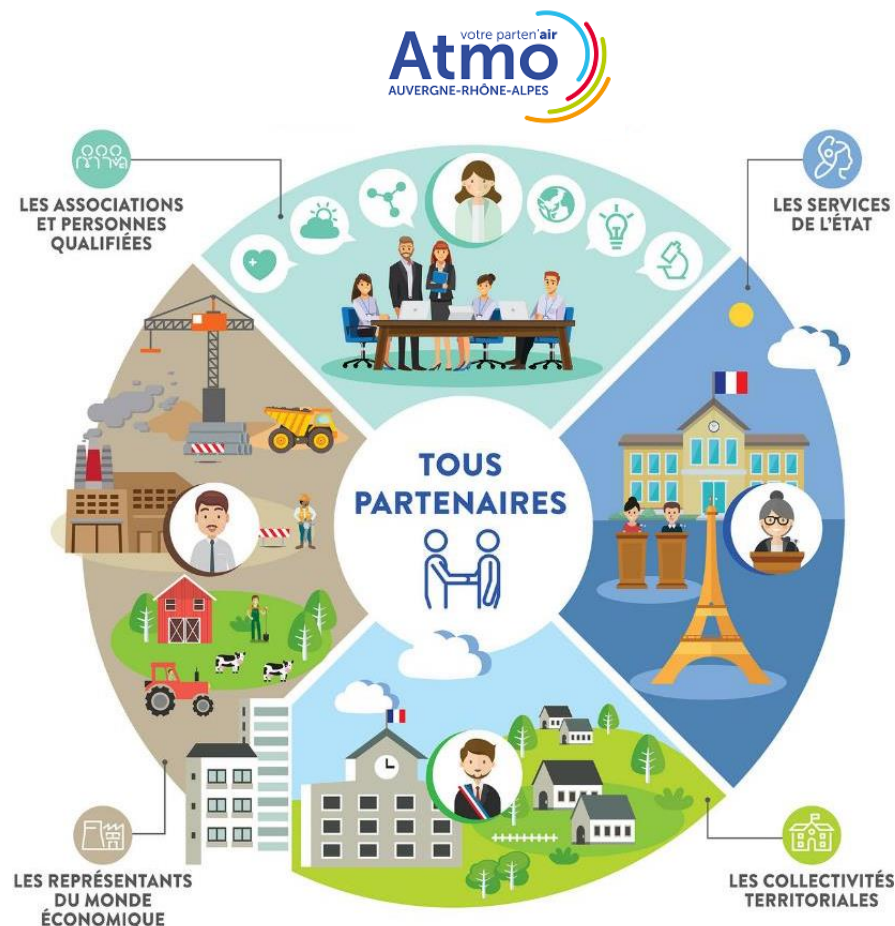 votre parten'air
Atmo
AUVERGNE-RHÔNE-ALPES
LES ASSOCIATIONS
ET PERSONNES
QUALIFIÉES
LES SERVICES
DE L'ÉTAT
TOUS
PARTENAIRES
LES REPRÉSENTANTS
DU MONDE
ÉCONOMIQUE
LES COLLECTIVITÉS
TERRITORIALES